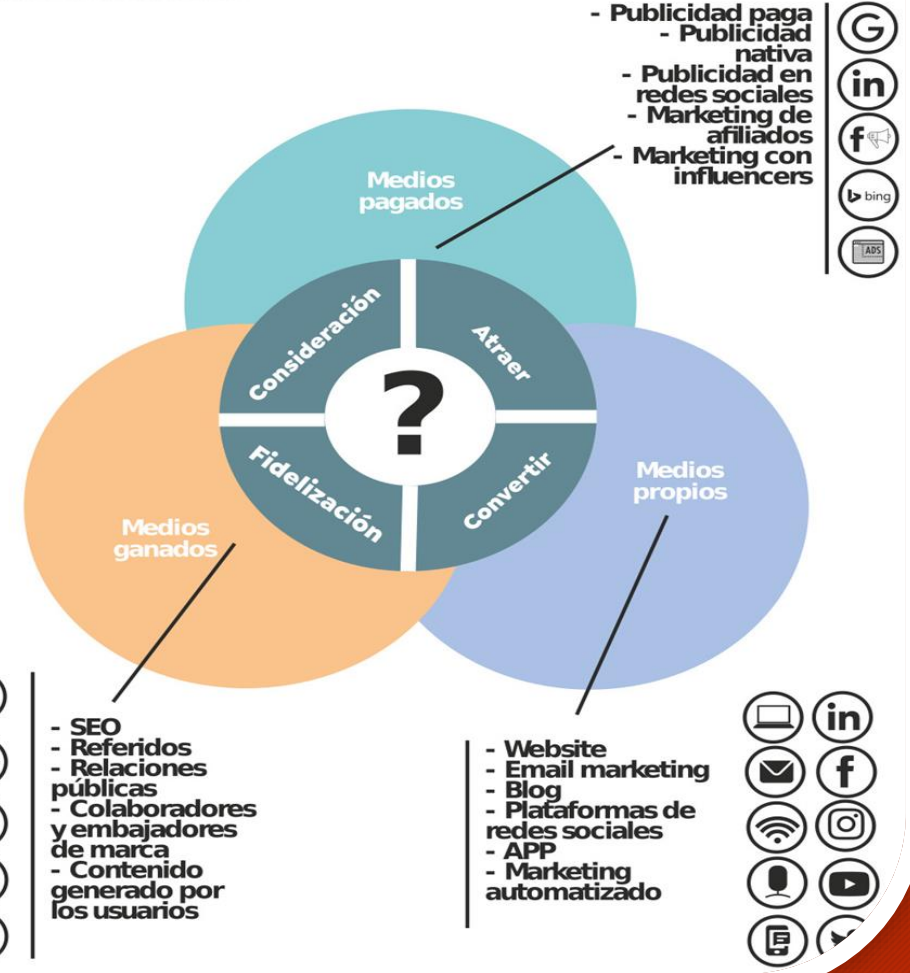 - Publicidad paga
- Publicidad
nativa
- Publicidad en
redes sociales
- Marketing de
afiliados
- Marketing con
influencers
G
in
f
bing
ADS
Medios
pagados
Consideración
Atraer
?
Fidelización
Convertir
Medios
propios
Medios
ganados
- SEO
- Referidos
- Relaciones
públicas
- Colaboradores
y embajadores
de marca
- Contenido
generado por
los usuarios
- Website
- Email marketing
- Blog
- Plataformas de
redes sociales
- APP
- Marketing
automatizado
in
f